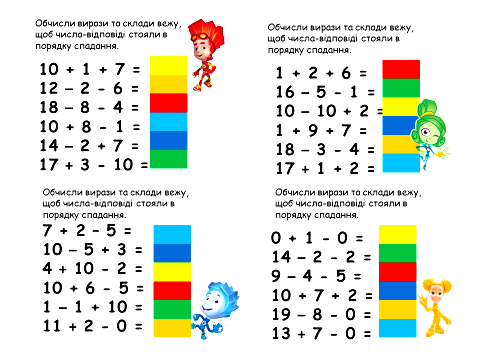 Обчисли вирази та склади вежу,
щоб числа-відповіді стояли в
порядку спадання.
10 + 1 + 7 =
12 – 2 – 6 =
18 – 8 – 4 =
10 + 8 – 1 =
14 – 2 + 7 =
17 + 3 – 10 =
Обчисли вирази та склади вежу,
щоб числа-відповіді стояли в
порядку спадання.
1 + 2 + 6 =
16 – 5 – 1 =
10 – 10 + 2 =
1 + 9 + 7 =
18 – 3 – 4 =
17 + 1 + 2 =
Обчисли вирази та склади вежу,
щоб числа-відповіді стояли в
порядку спадання.
7 + 2 – 5 =
10 – 5 + 3 =
4 + 10 – 2 =
10 + 6 – 5 =
1 – 1 + 10 =
11 + 2 – 0 =
Обчисли вирази та склади вежу,
щоб числа-відповіді стояли в
порядку спадання.
0 + 1 – 0 =
14 – 2 – 2 =
9 – 4 – 5 =
10 + 7 + 2 =
19 – 8 – 0 =
13 + 7 – 0 =